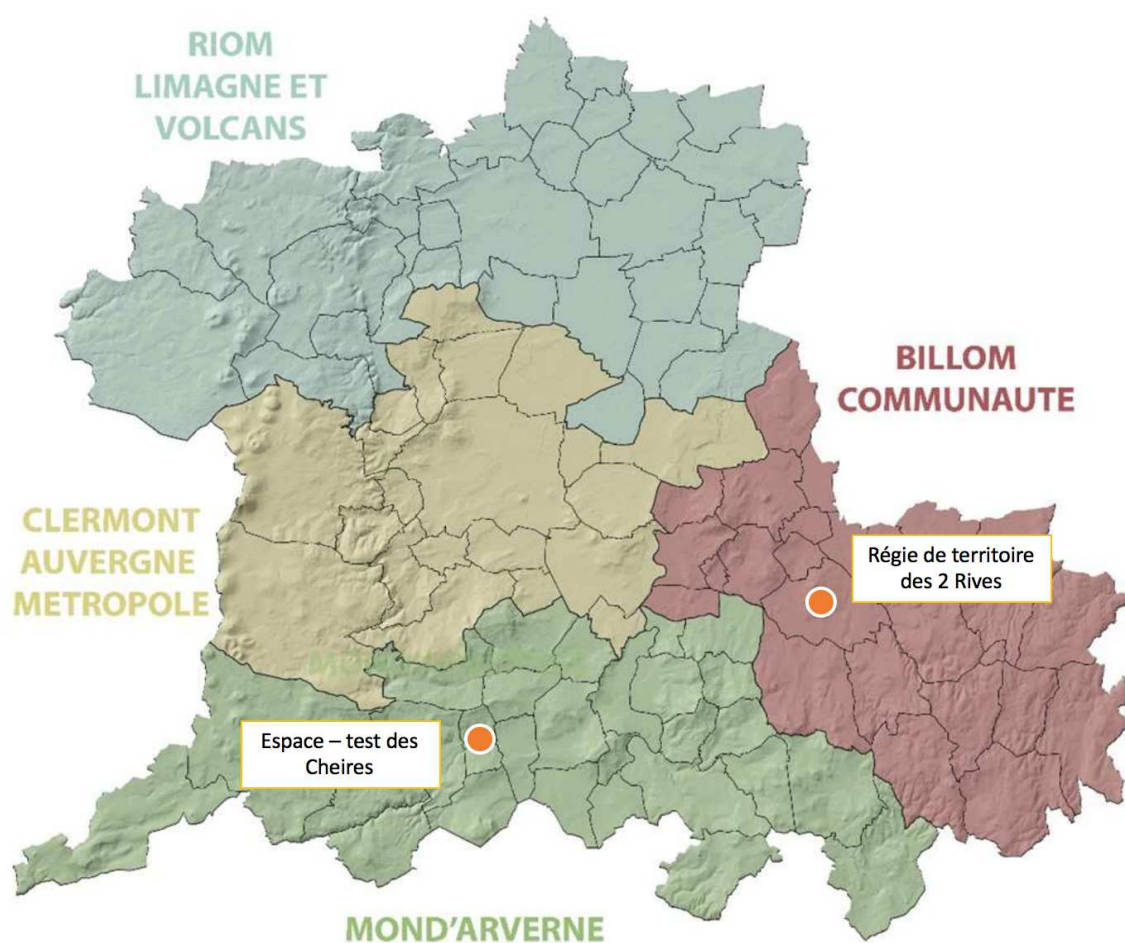 RIOM
LIMAGNE ET
VOLCANS
BILLOM
COMMUNAUTE
CLERMONT
AUVERGNE
METROPOLE
Régie de territoire
des 2 Rives
Espace – test des
Cheires
MOND'ARVERNE